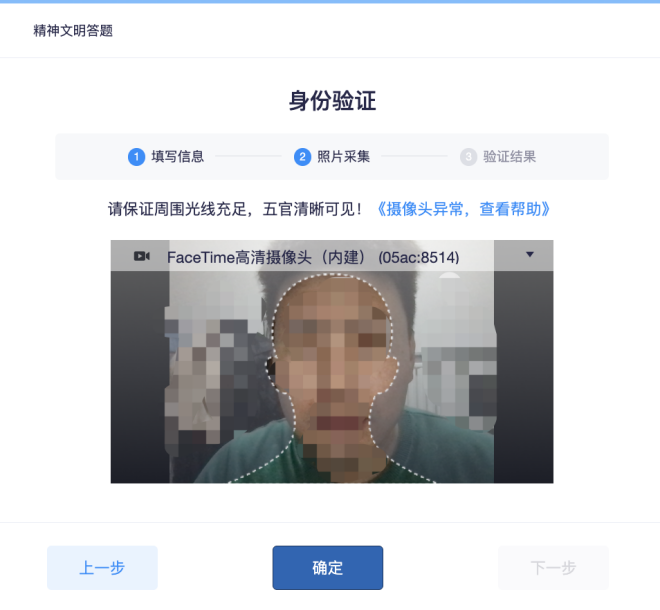 精神文明答题
身份验证
1 填写信息 2 照片采集 3 验证结果
请保证周围光线充足，五官清晰可见！《摄像头异常，查看帮助》
FaceTime高清摄像头（内建） (05ac:8514)
上一步 确定 下一步